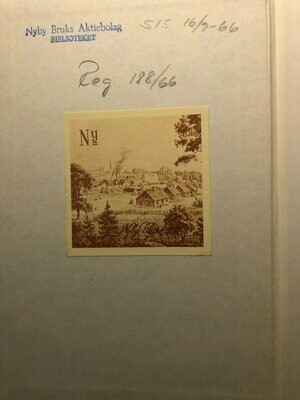 Nyby Bruks Aktiebolag SIS 16/9-66
BIBLIOTEKET
Reg 188/66
Ny